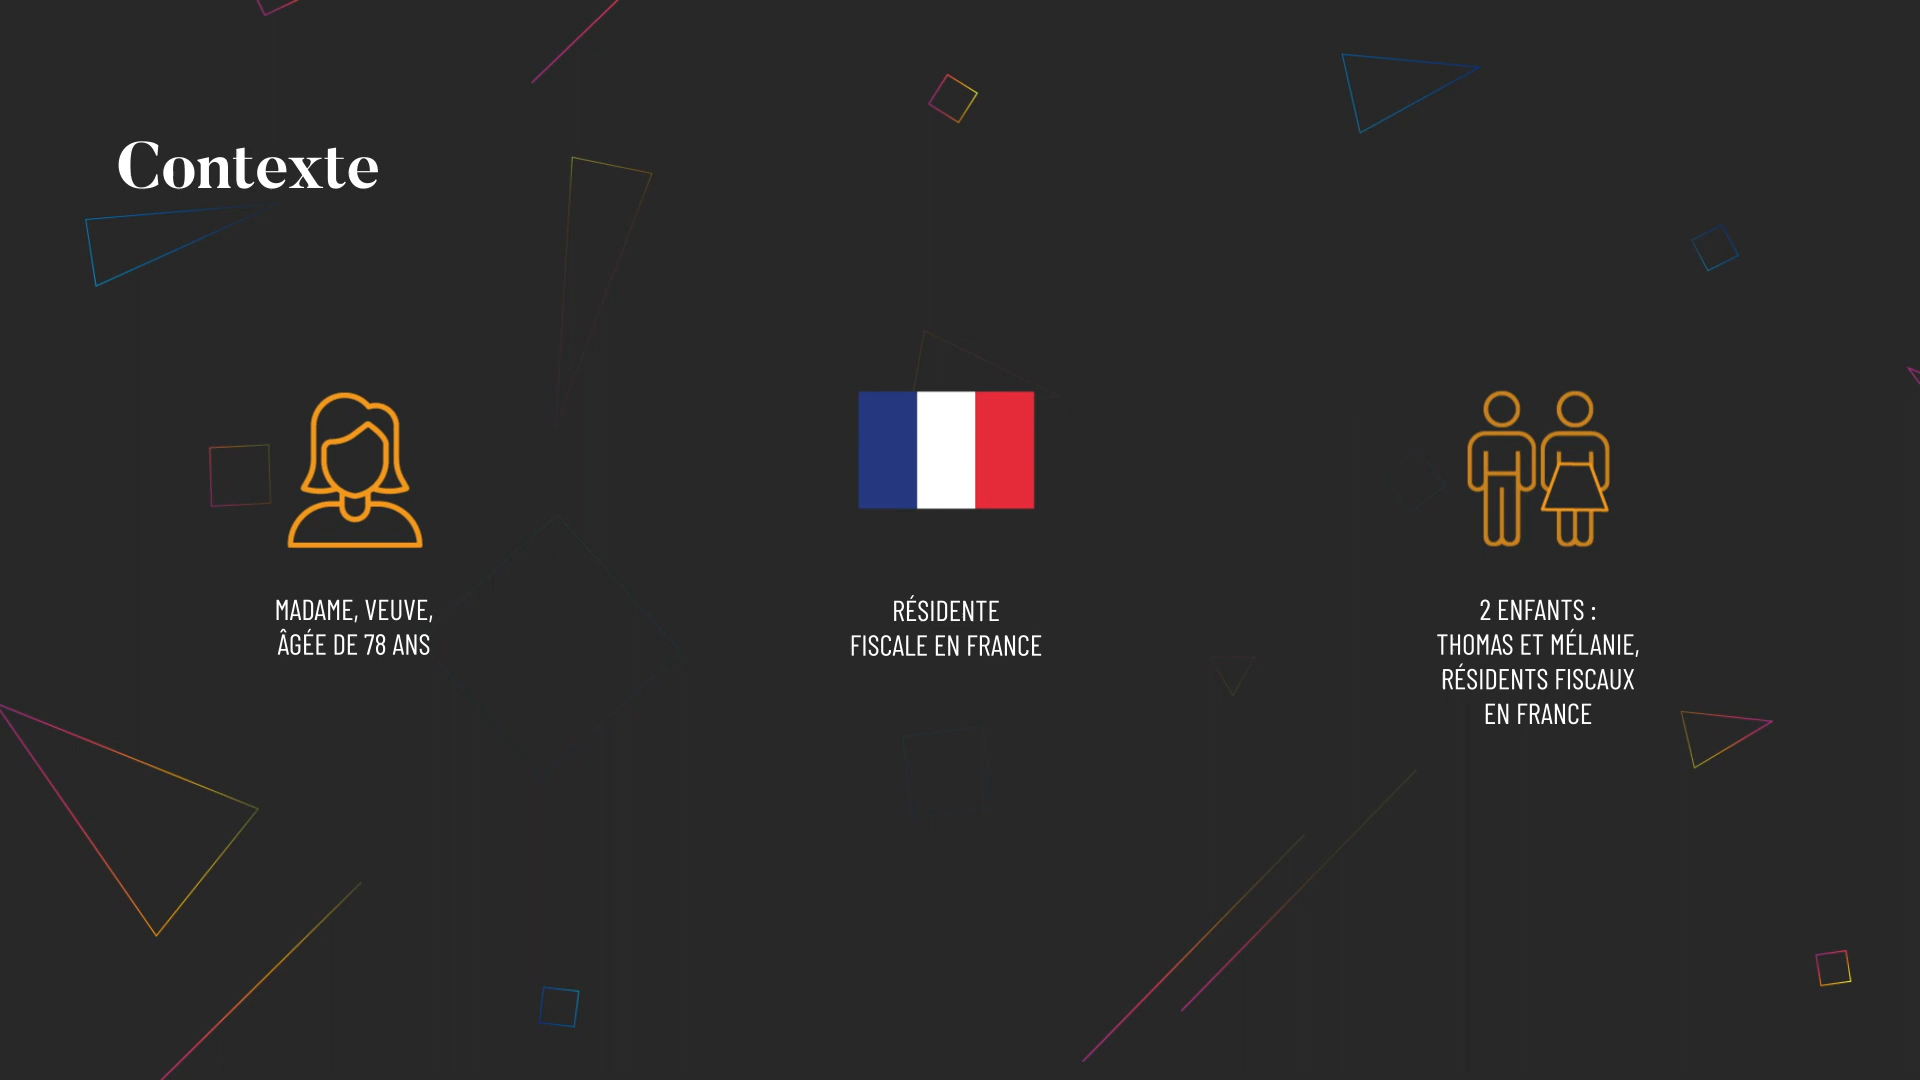 Contexte
MADAME, VEUVE,
ÂGÉE DE 78 ANS
RÉSIDENTE
FISCALE EN FRANCE
2 ENFANTS :
THOMAS ET MÉLANIE,
RÉSIDENTS FISCAUX
EN FRANCE